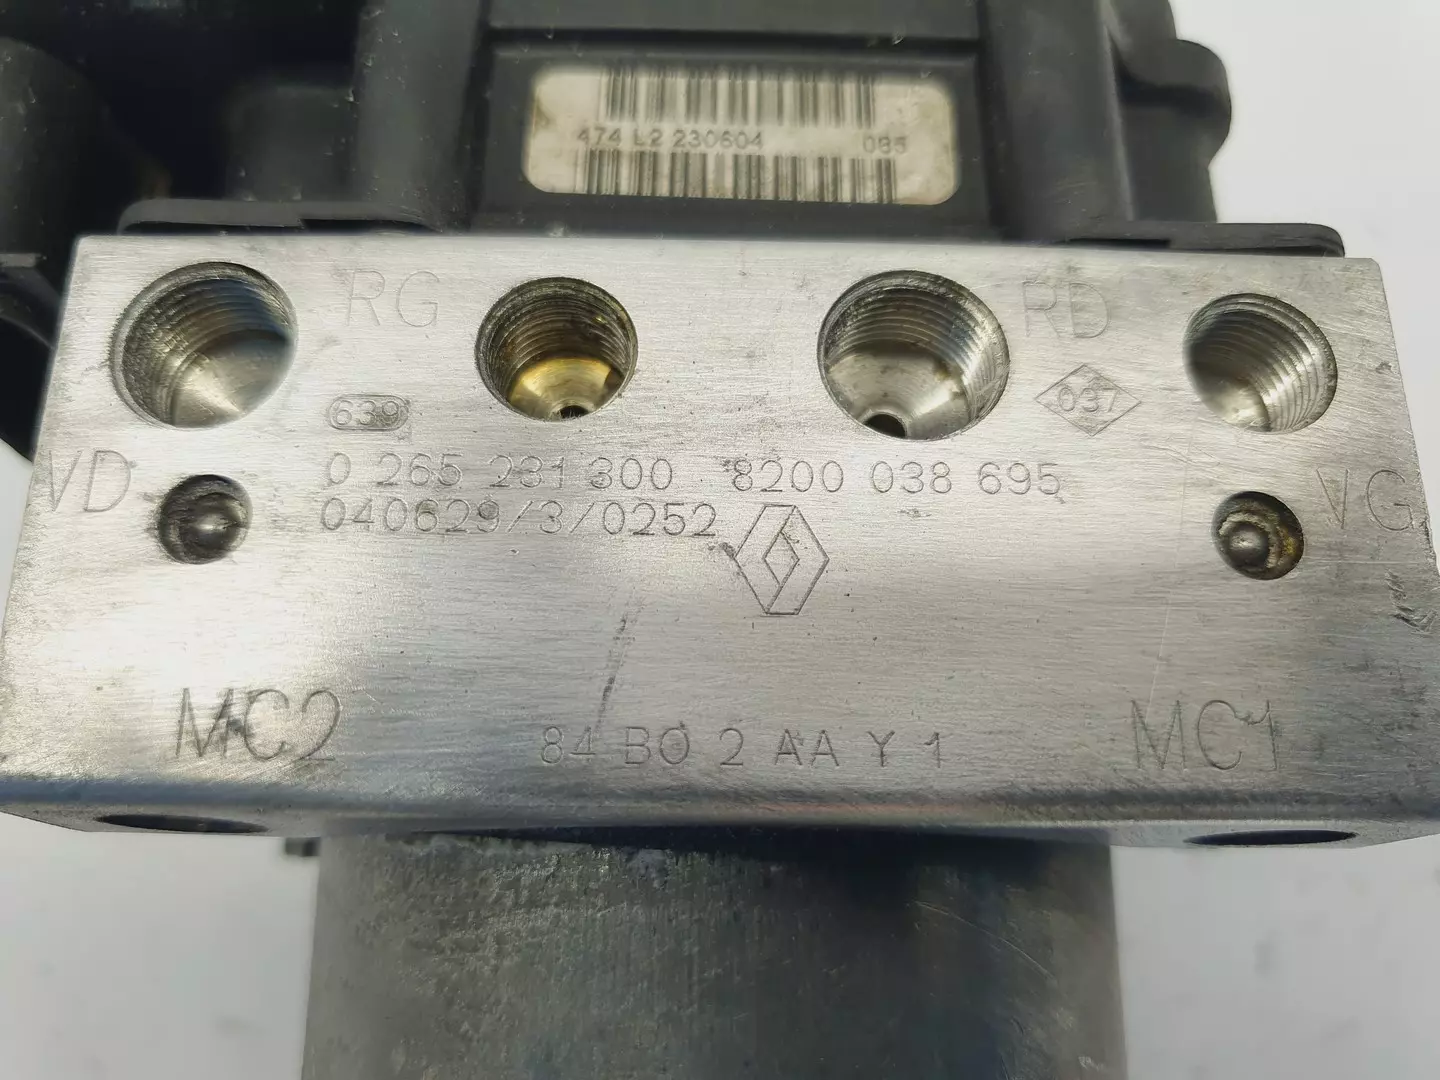 474 L2 230604 085
RG
RD
639
037
VD
0 265 231 300 8200 038 695
VG
040629/3/0252
MC2
84 BO 2 AA Y 1
MC1